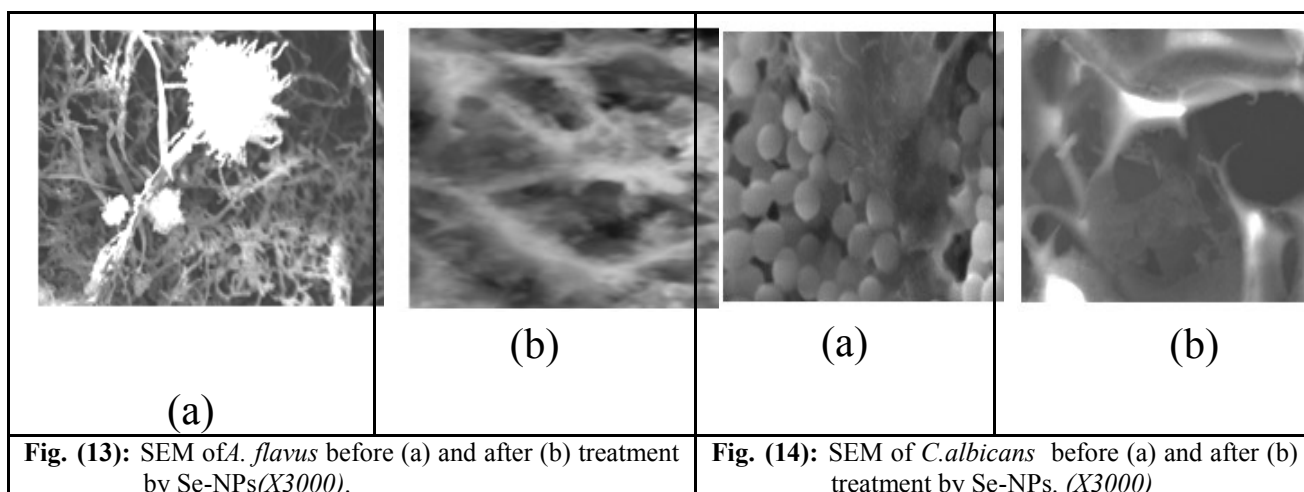 (b)
(a)
(b)
(a)
Fig. (13): SEM ofA. flavus before (a) and after (b) treatment
by Se-NPs(X3000).
Fig. (14): SEM of C.albicans before (a) and after (b)
treatment by Se-NPs. (X3000)